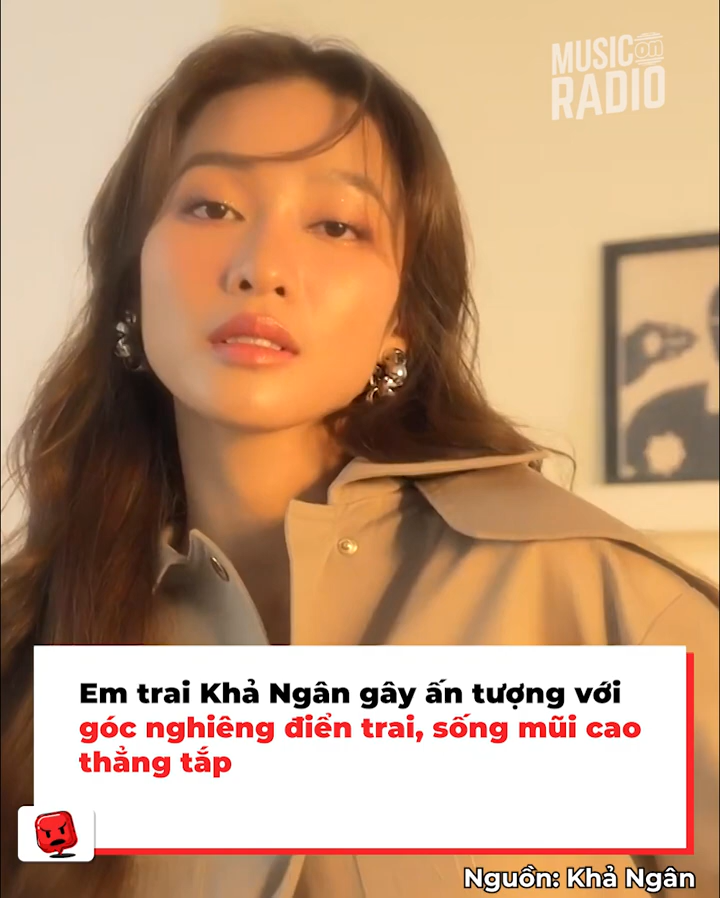 MUSIC on
RADIO
Em trai Khả Ngân gây ấn tượng với
góc nghiêng điển trai, sống mũi cao
thẳng tắp
Nguồn: Khả Ngân